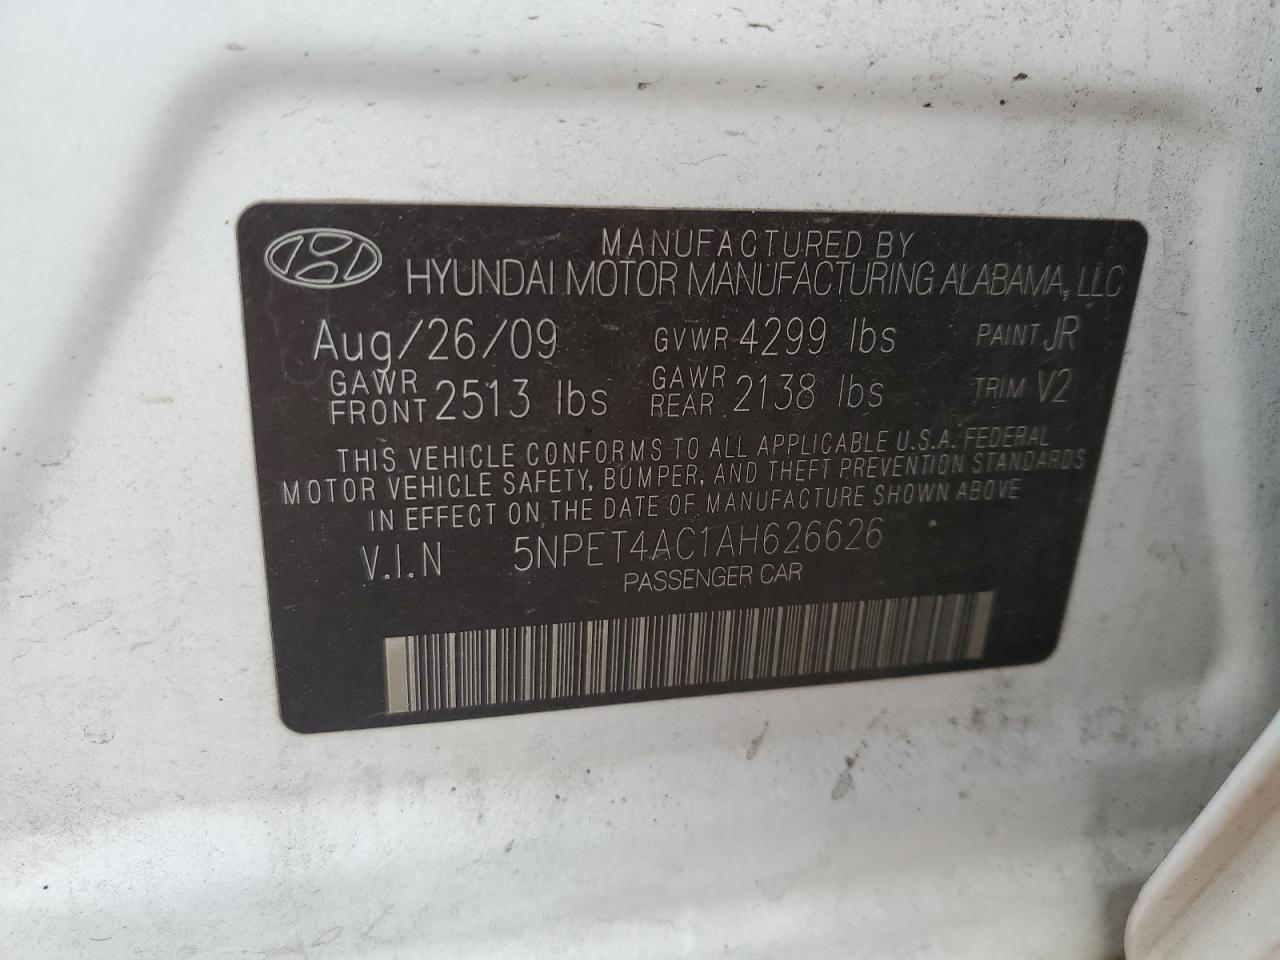 MANUFACTURED BY
HYUNDAI MOTOR MANUFACTURING ALABAMA, LLC
Aug/26/09 GVWR 4299 lbs PAINT JR
GAWR FRONT 2513 lbs GAWR REAR 2138 lbs TRIM V2
THIS VEHICLE CONFORMS TO ALL APPLICABLE U.S.A. FEDERAL
MOTOR VEHICLE SAFETY, BUMPER, AND THEFT PREVENTION STANDARDS
IN EFFECT ON THE DATE OF MANUFACTURE SHOWN ABOVE
V.I.N 5NPET4AC1AH626626
PASSENGER CAR